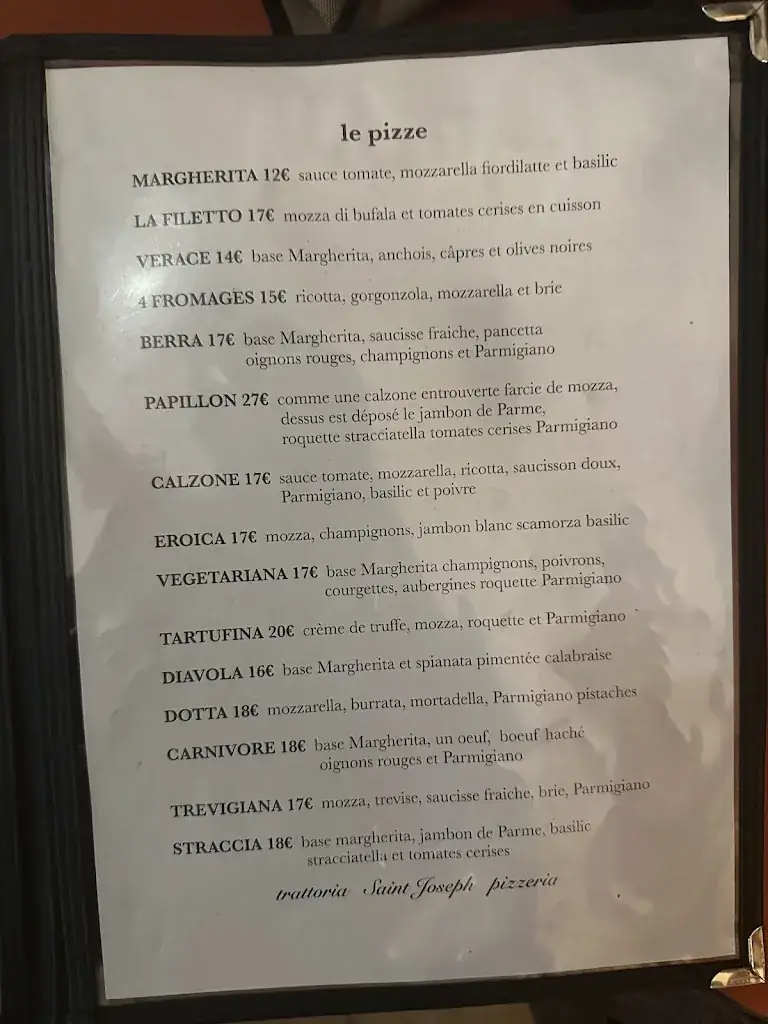 le pizze
MARGHERITA 12€ sauce tomate, mozzarella fiordilatte et basilic
LA FILETTO 17€ mozza di bufala et tomates cerises en cuisson
VERACE 14€ base Margherita, anchois, câpres et olives noires
4 FROMAGES 15€ ricotta, gorgonzola, mozzarella et brie
BERRA 17€ base Margherita, saucisse fraiche, pancetta
oignons rouges, champignons et Parmigiano
PAPILLON 27€ comme une calzone entrouverte farcie de mozza,
dessus est déposé le jambon de Parme,
roquette stracciatella tomates cerises Parmigiano
CALZONE 17€ sauce tomate, mozzarella, ricotta, saucisson doux,
Parmigiano, basilic et poivre
EROICA 17€ mozza, champignons, jambon blanc scamorza basilic
VEGETARIANA 17€ base Margherita champignons, poivrons,
courgettes, aubergines roquette Parmigiano
TARTUFINA 20€ crème de truffe, mozza, roquette et Parmigiano
DIAVOLA 16€ base Margherita et spianata pimentée calabraise
DOTTA 18€ mozzarella, burrata, mortadella, Parmigiano pistaches
CARNIVORE 18€ base Margherita, un oeuf, boeuf haché
oignons rouges et Parmigiano
TREVIGIANA 17€ mozza, trevise, saucisse fraiche, brie, Parmigiano
STRACCIA 18€ base margherita, jambon de Parme, basilic
stracciatella et tomates cerises
trattoria Saint Joseph pizzeria